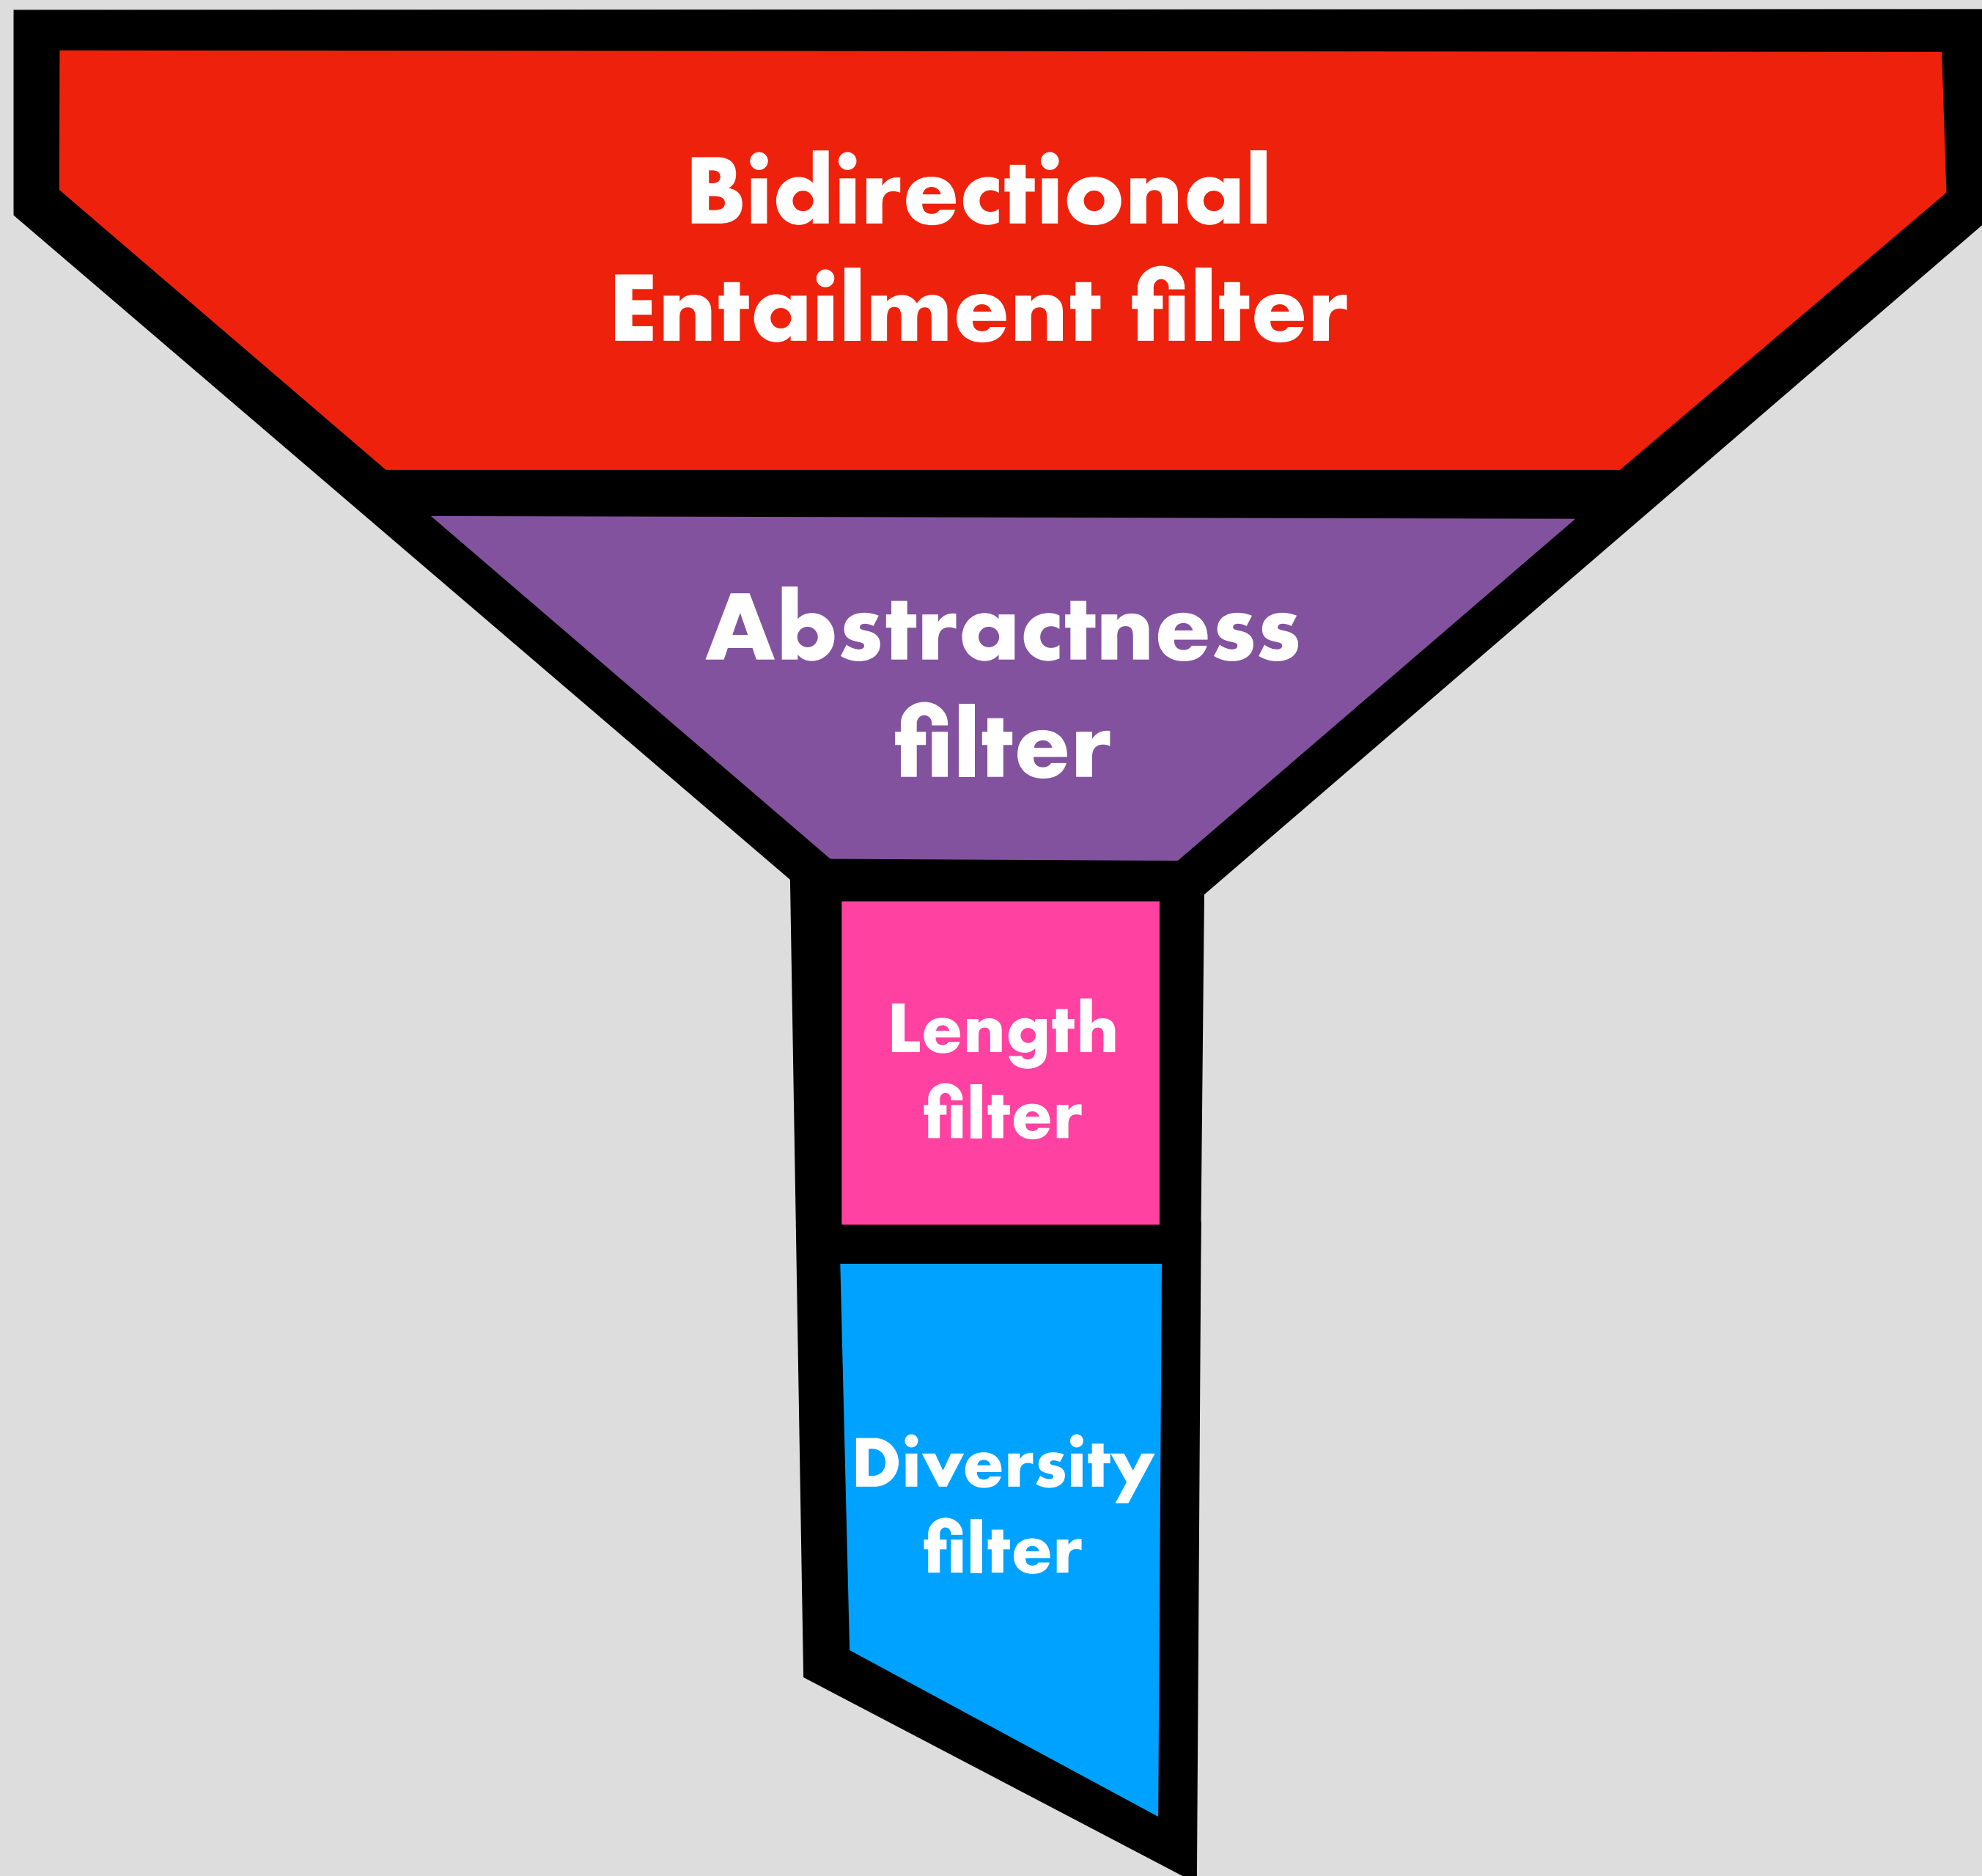 Bidirectional
Entailment filter
Abstractness
filter
Length
filter
Diversity
filter